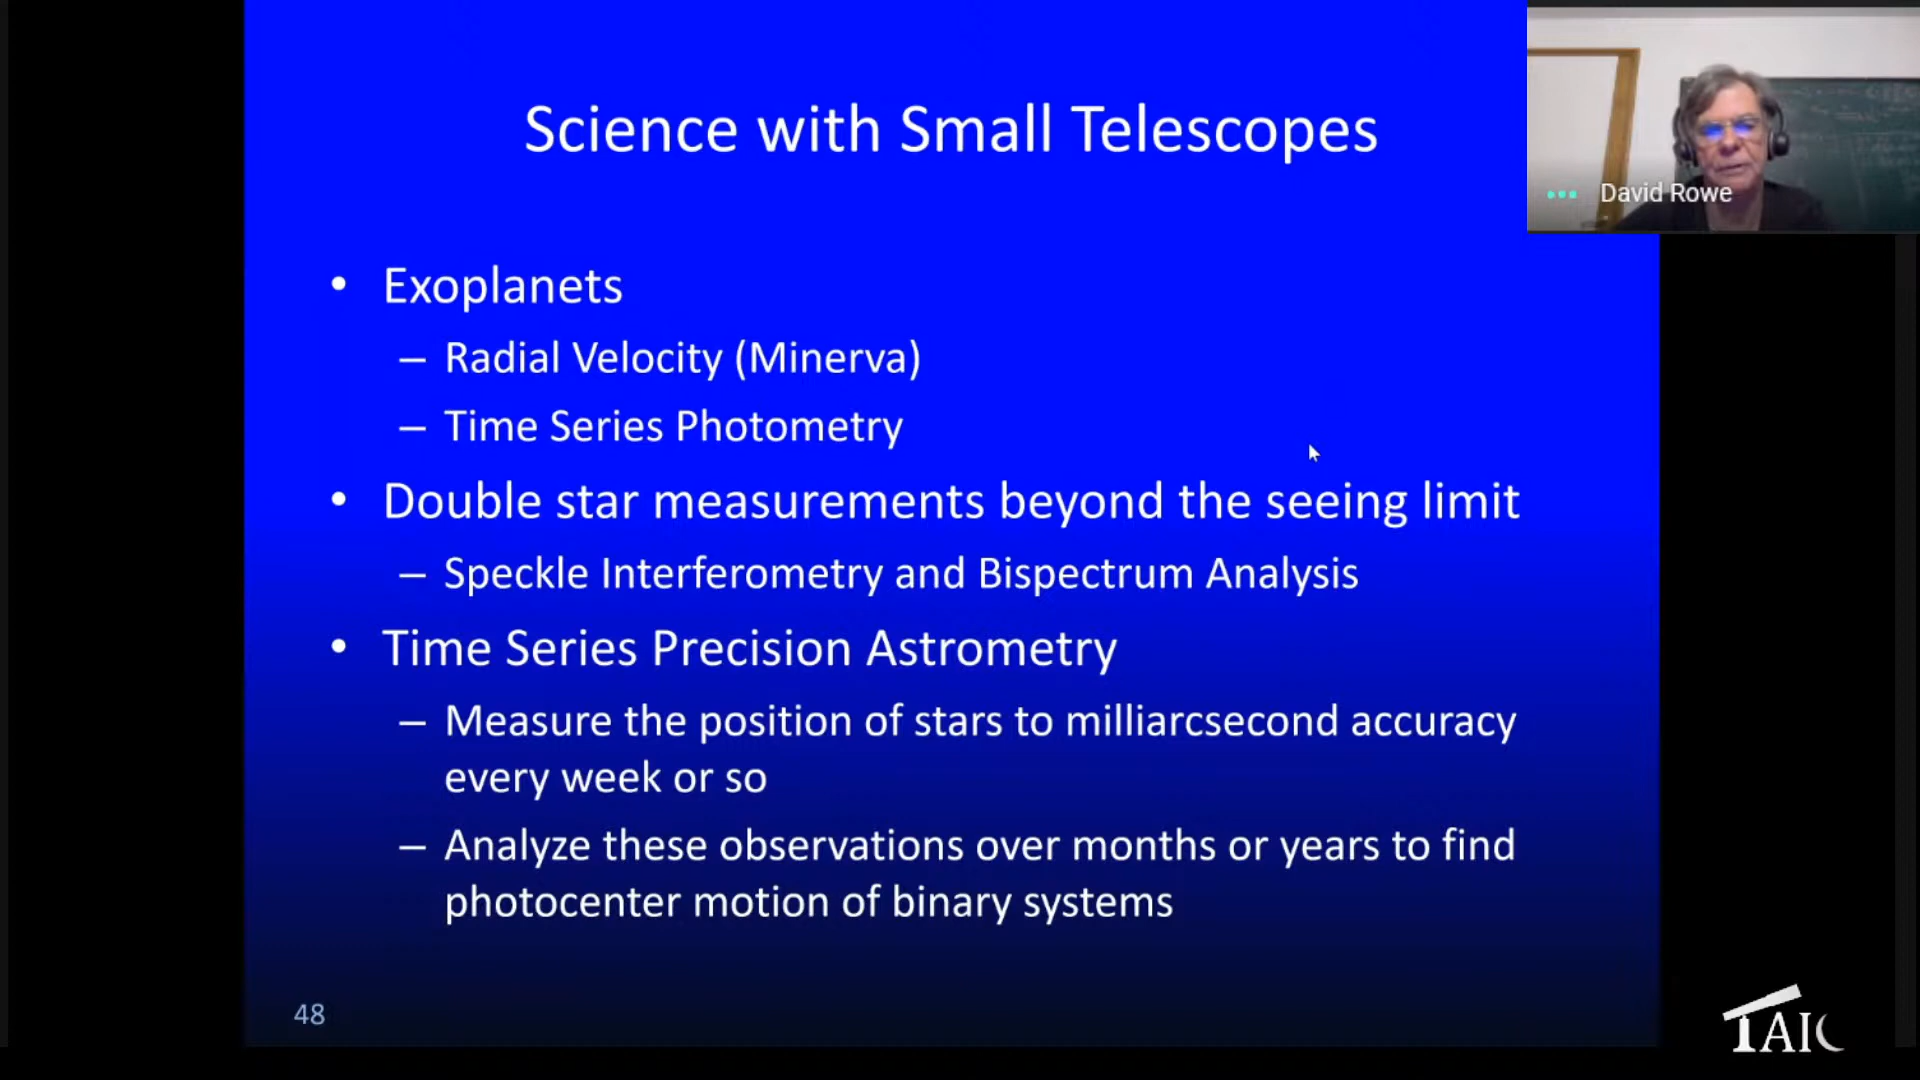 Science with Small Telescopes
David Rowe
• Exoplanets
– Radial Velocity (Minerva)
– Time Series Photometry
• Double star measurements beyond the seeing limit
– Speckle Interferometry and Bispectrum Analysis
• Time Series Precision Astrometry
– Measure the position of stars to milliarcsecond accuracy
every week or so
– Analyze these observations over months or years to find
photocenter motion of binary systems
48
TAIC